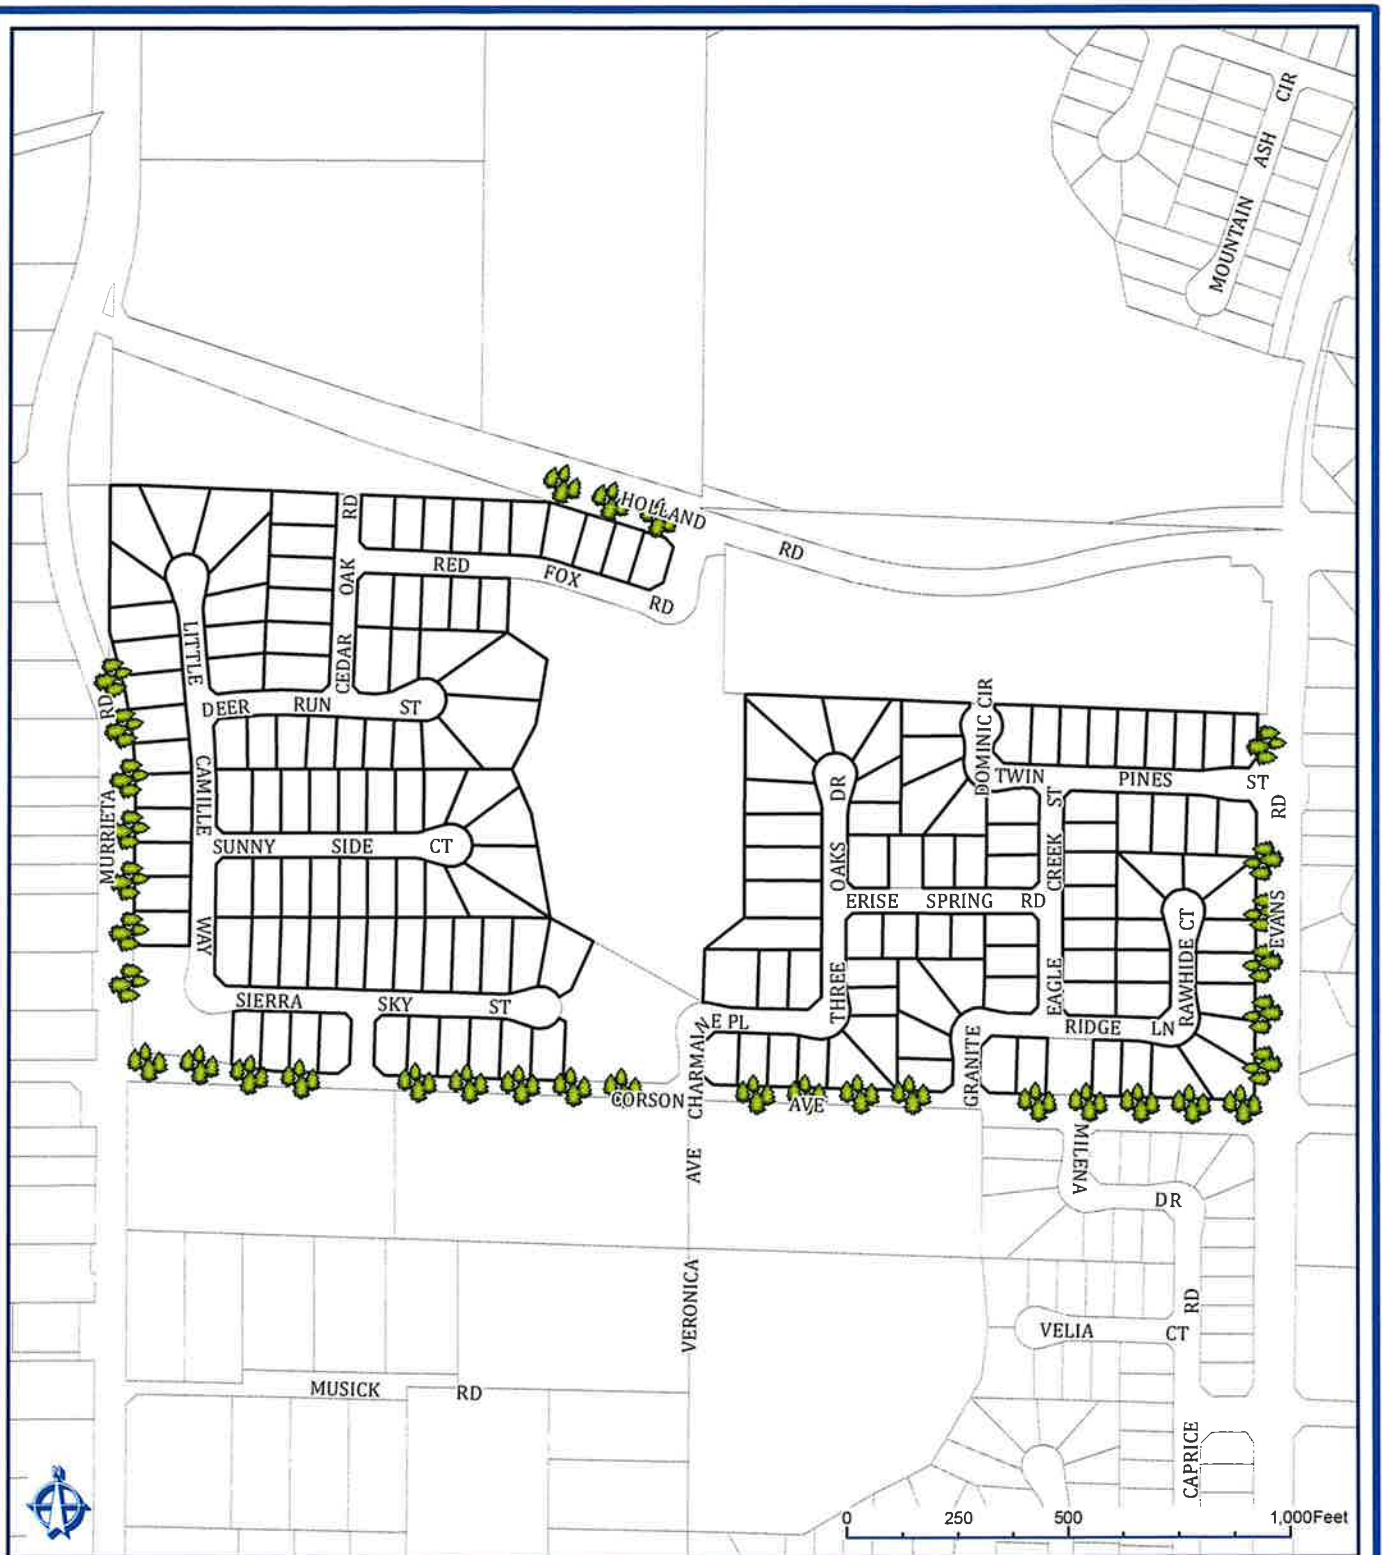 MOUNTAIN ASH CIR
HOLLAND RD
RED FOX RD
CEDAR OAK RD
LITTLE CAMILLE WAY
DEER RUN ST
MURRIETA RD
SUNNY SIDE CT
SIERRA SKY ST
DOMINIC CIR
TWIN PINES ST
EVANS RD
THREE OAKS DR
EAGLE CREEK ST
ERISE SPRING RD
RAWHIDE CT
GRANITE RIDGE LN
CHARMAINE PL
CORSON AVE
MILENA DR
VERONICA AVE
VELIA CT
CAPRICE RD
MUSICK RD
0 250 500 1,000Feet